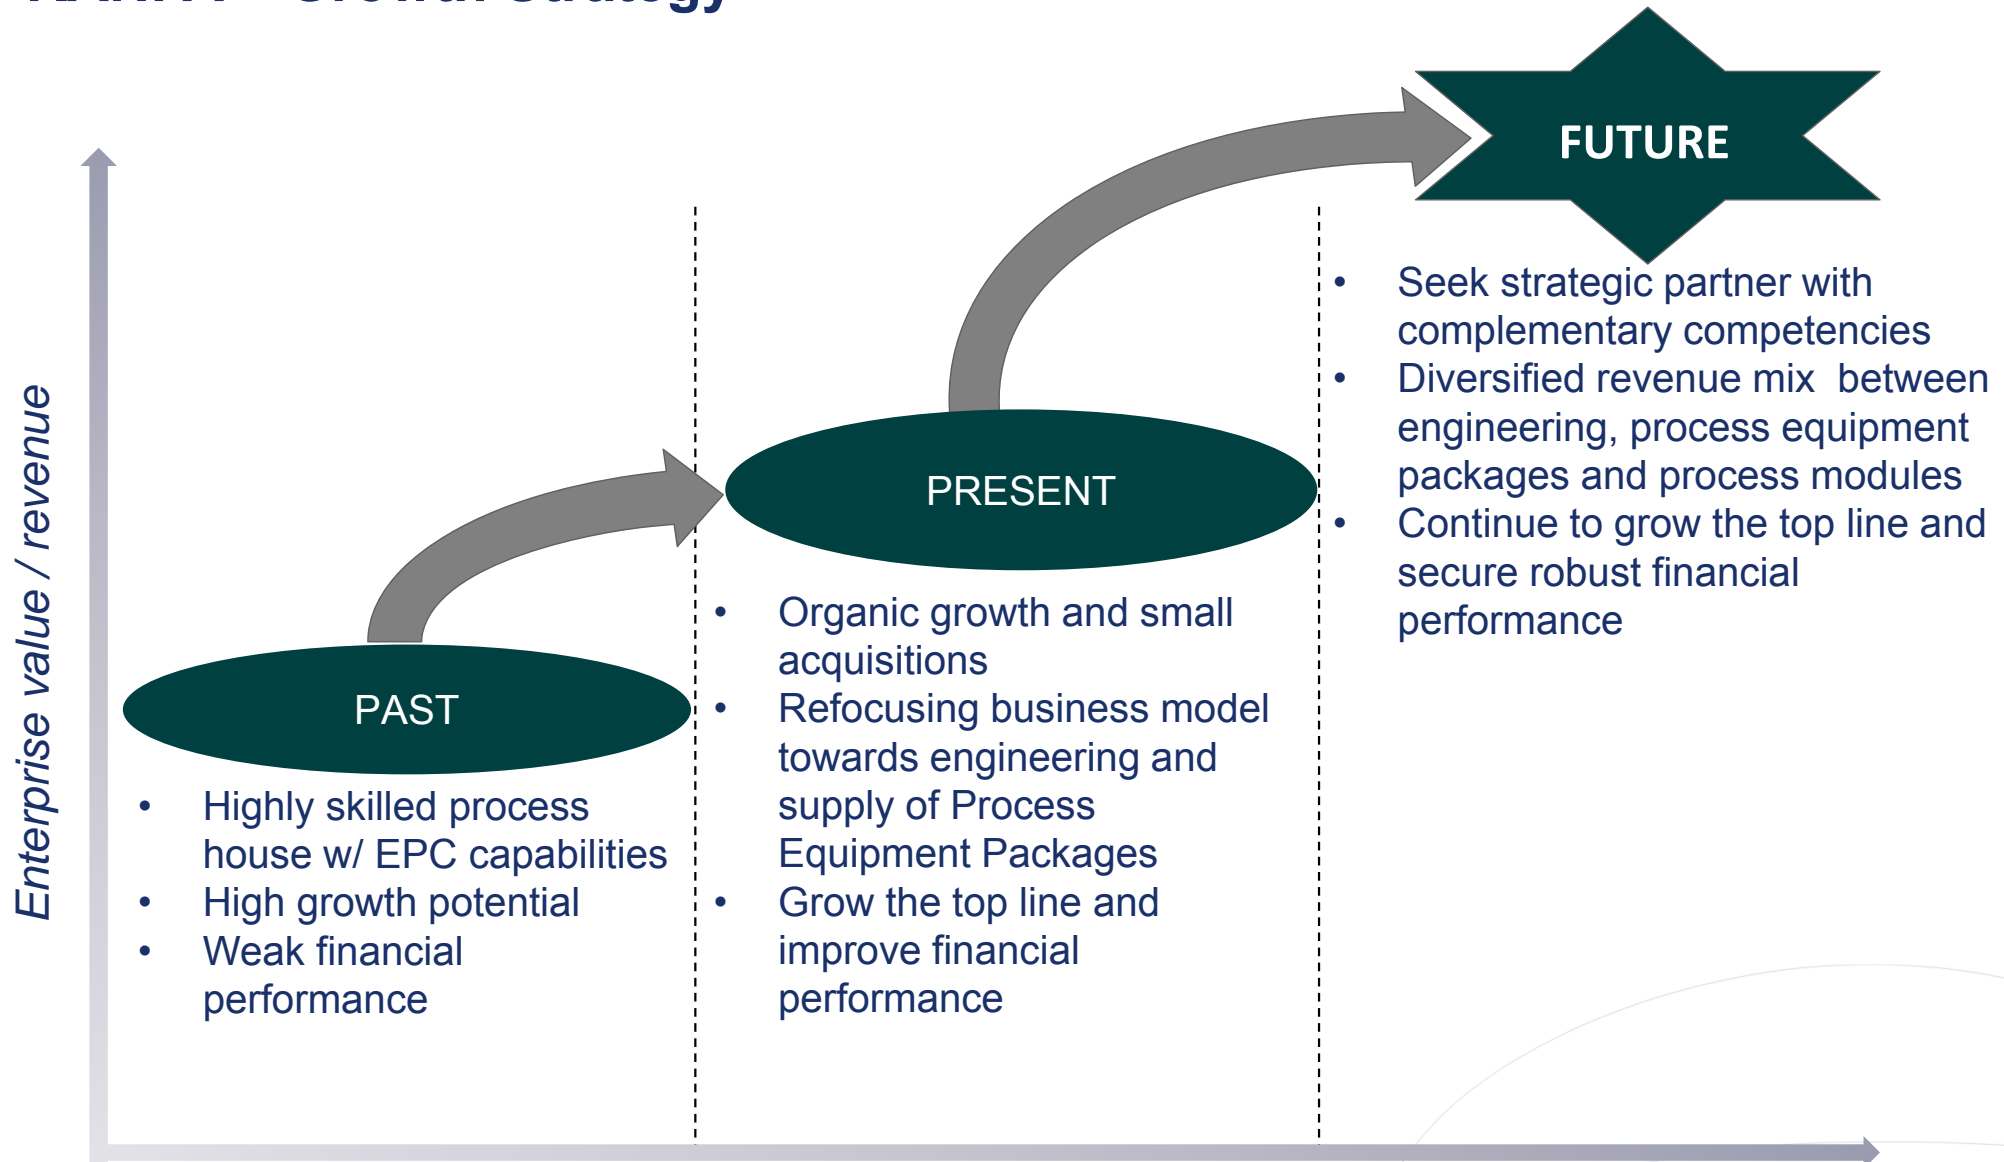 Growth Strategy
FUTURE
• Seek strategic partner with
complementary competencies
• Diversified revenue mix between
engineering, process equipment
packages and process modules
• Continue to grow the top line and
secure robust financial
performance
PRESENT
• Organic growth and small
acquisitions
• Refocusing business model
towards engineering and
supply of Process
Equipment Packages
• Grow the top line and
improve financial
performance
PAST
• Highly skilled process
house w/ EPC capabilities
• High growth potential
• Weak financial
performance
Enterprise value / revenue